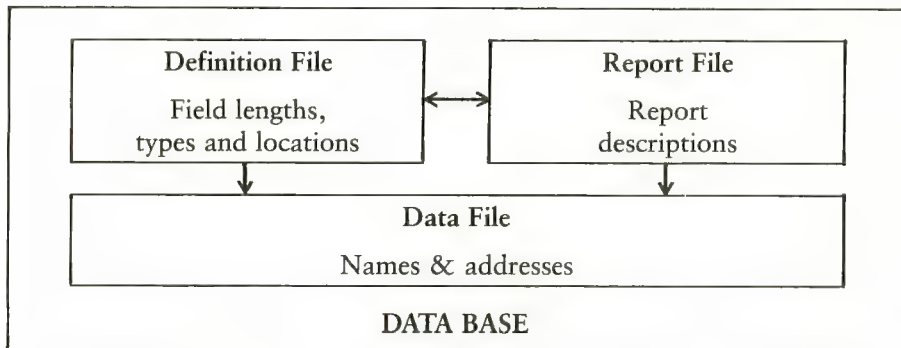 Definition File
Field lengths,
types and locations
Report File
Report
descriptions
Data File
Names & addresses
DATA BASE